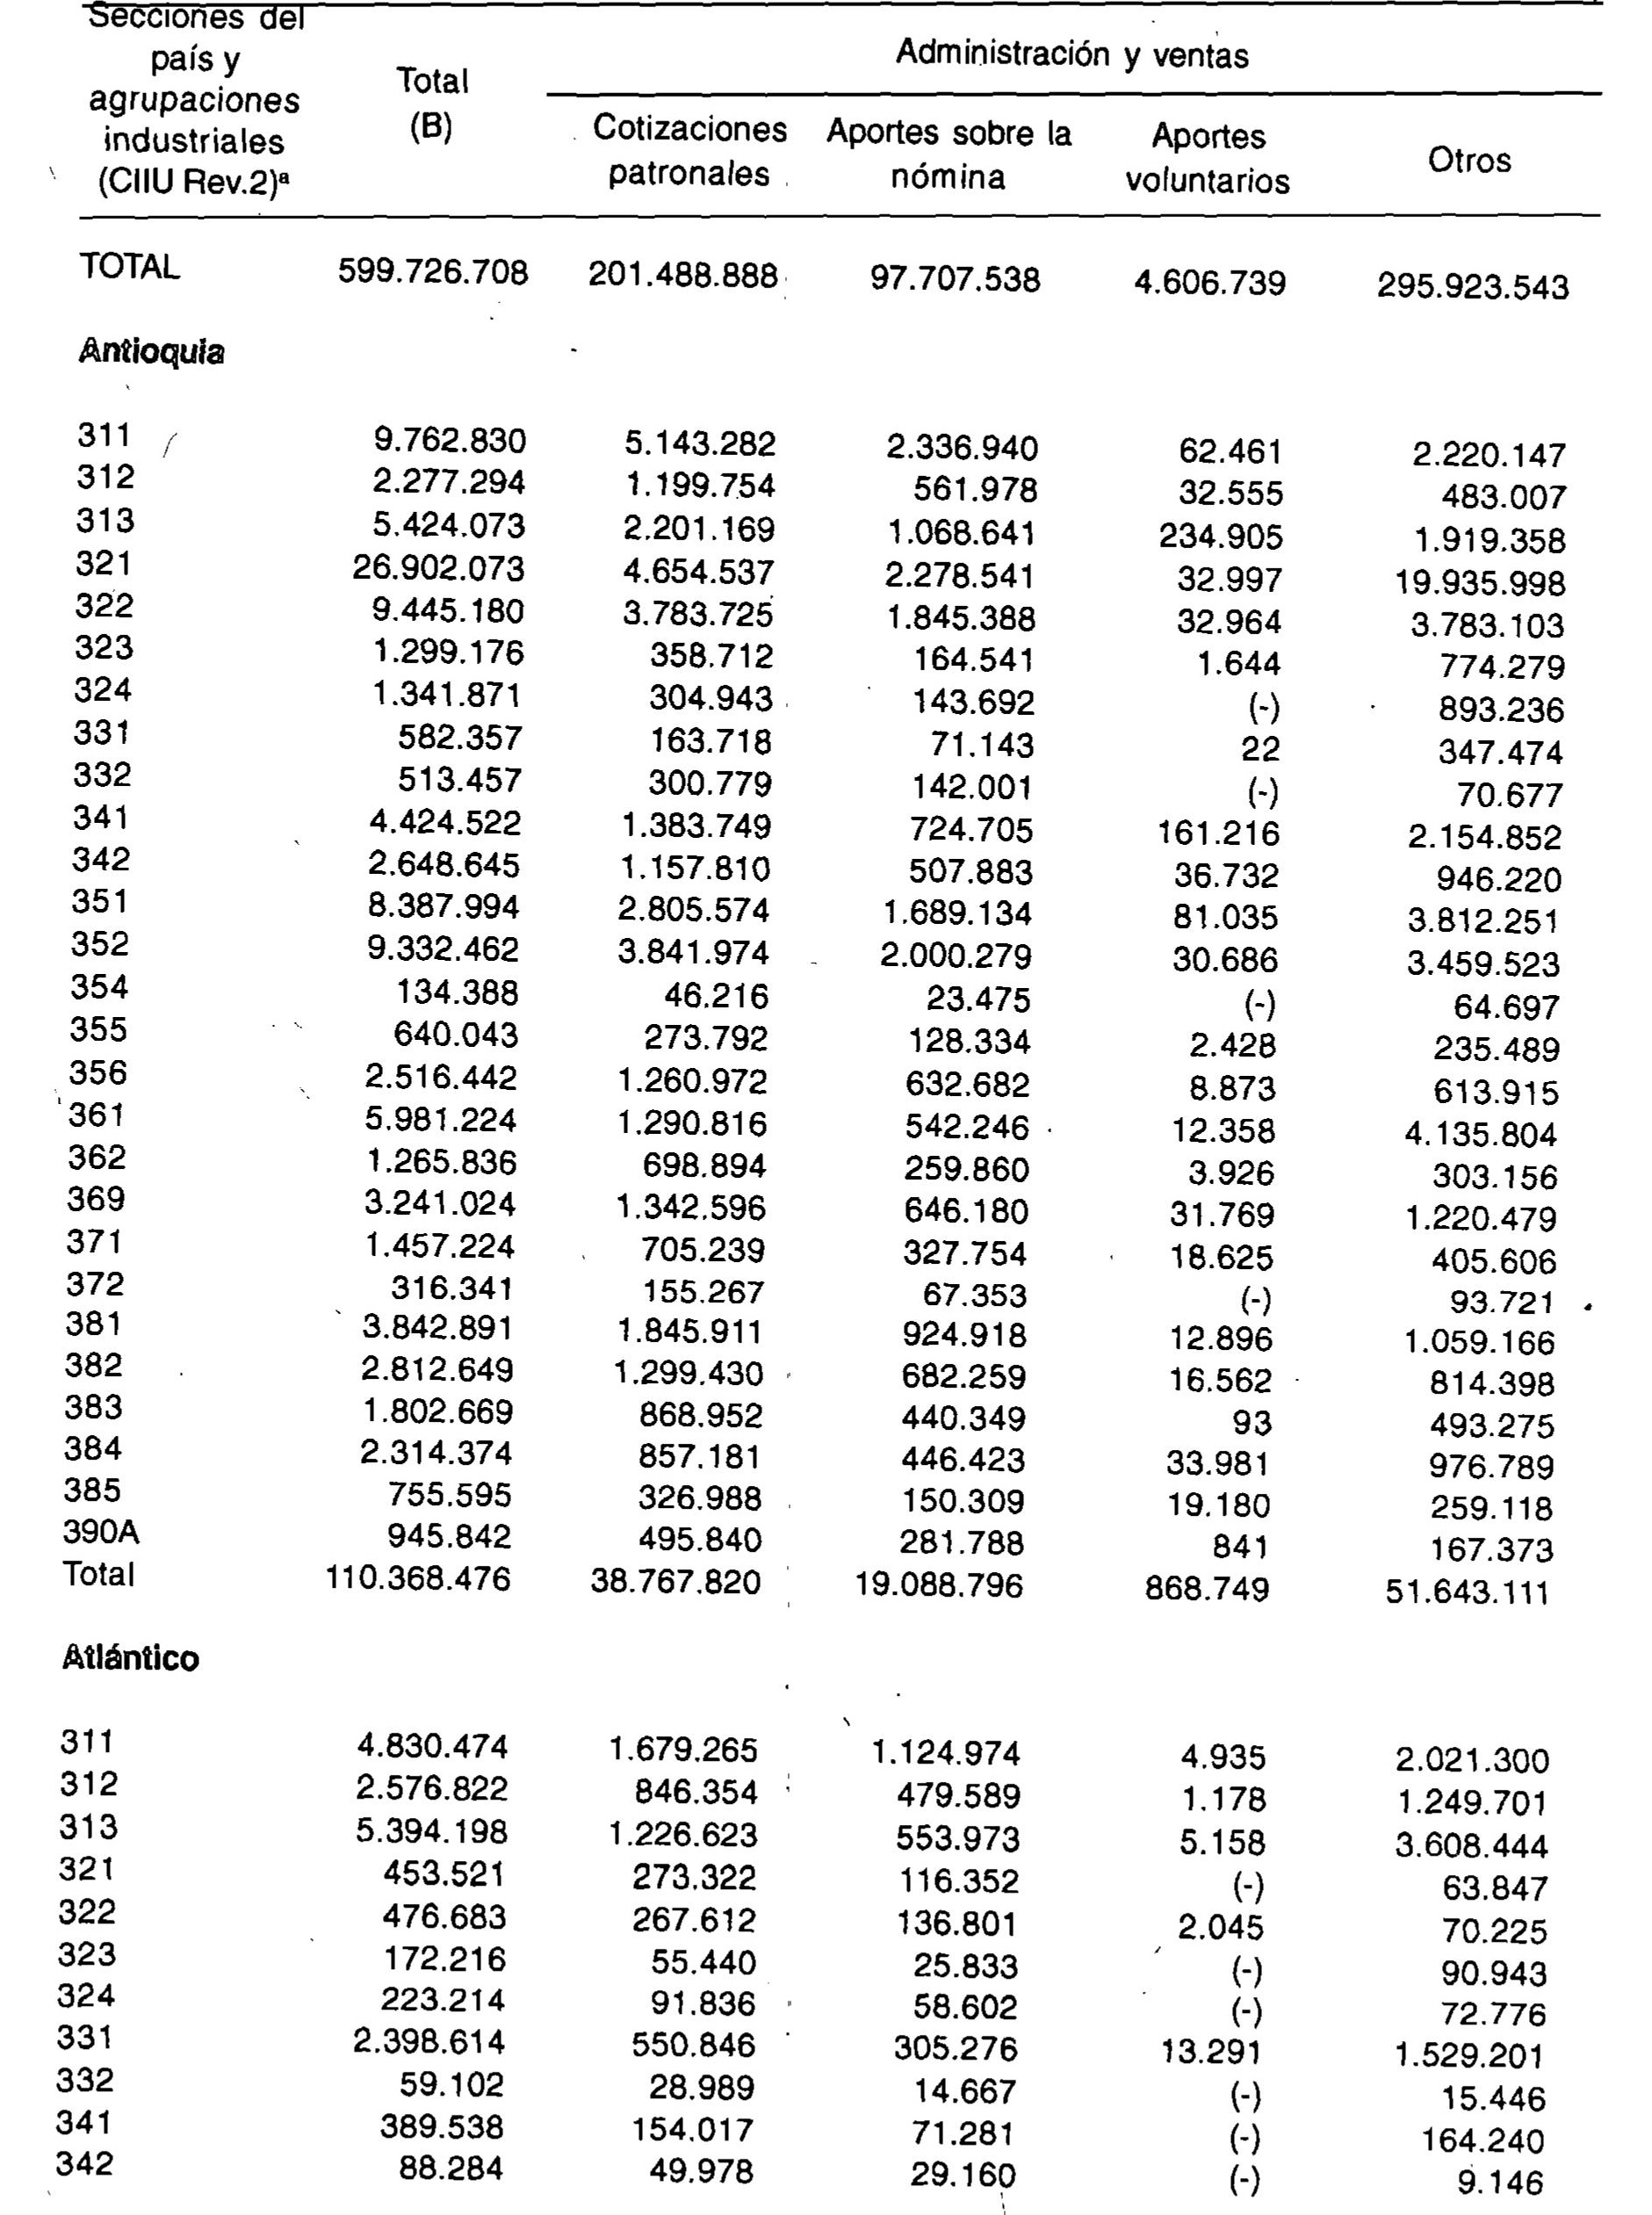 Secciones del
país y
agrupaciones
industriales
(CIIU Rev.2)ª
Total
(B)
Administración y ventas
Cotizaciones
patronales
Aportes sobre la
nómina
Aportes
voluntarios
Otros
TOTAL 599.726.708 201.488.888 97.707.538 4.606.739 295.923.543
Antioquia
311 9.762.830 5.143.282 2.336.940 62.461 2.220.147
312 2.277.294 1.199.754 561.978 32.555 483.007
313 5.424.073 2.201.169 1.068.641 234.905 1.919.358
321 26.902.073 4.654.537 2.278.541 32.997 19.935.998
322 9.445.180 3.783.725 1.845.388 32.964 3.783.103
323 1.299.176 358.712 164.541 1.644 774.279
324 1.341.871 304.943 143.692 (-) 893.236
331 582.357 163.718 71.143 22 347.474
332 513.457 300.779 142.001 (-) 70.677
341 4.424.522 1.383.749 724.705 161.216 2.154.852
342 2.648.645 1.157.810 507.883 36.732 946.220
351 8.387.994 2.805.574 1.689.134 81.035 3.812.251
352 9.332.462 3.841.974 2.000.279 30.686 3.459.523
354 134.388 46.216 23.475 (-) 64.697
355 640.043 273.792 128.334 2.428 235.489
356 2.516.442 1.260.972 632.682 8.873 613.915
361 5.981.224 1.290.816 542.246 12.358 4.135.804
362 1.265.836 698.894 259.860 3.926 303.156
369 3.241.024 1.342.596 646.180 31.769 1.220.479
371 1.457.224 705.239 327.754 18.625 405.606
372 316.341 155.267 67.353 (-) 93.721
381 3.842.891 1.845.911 924.918 12.896 1.059.166
382 2.812.649 1.299.430 682.259 16.562 814.398
383 1.802.669 868.952 440.349 93 493.275
384 2.314.374 857.181 446.423 33.981 976.789
385 755.595 326.988 150.309 19.180 259.118
390A 945.842 495.840 281.788 841 167.373
Total 110.368.476 38.767.820 19.088.796 868.749 51.643.111
Atlántico
311 4.830.474 1.679.265 1.124.974 4.935 2.021.300
312 2.576.822 846.354 479.589 1.178 1.249.701
313 5.394.198 1.226.623 553.973 5.158 3.608.444
321 453.521 273.322 116.352 (-) 63.847
322 476.683 267.612 136.801 2.045 70.225
323 172.216 55.440 25.833 (-) 90.943
324 223.214 91.836 58.602 (-) 72.776
331 2.398.614 550.846 305.276 13.291 1.529.201
332 59.102 28.989 14.667 (-) 15.446
341 389.538 154.017 71.281 (-) 164.240
342 88.284 49.978 29.160 (-) 9.146